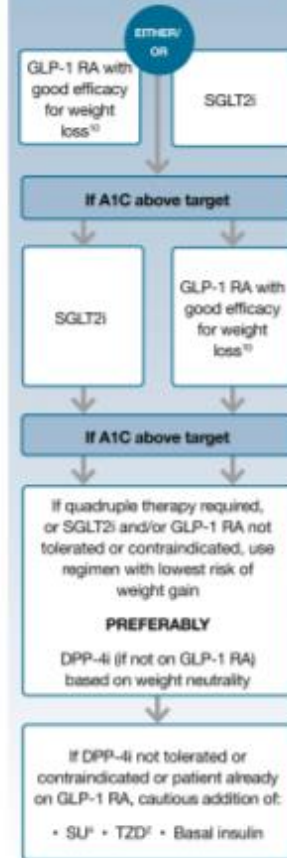 EITHER/
OR
GLP-1 RA with
good efficacy
for weight
loss¹⁰
SGLT2i
If A1C above target
SGLT2i
GLP-1 RA with
good efficacy
for weight
loss¹⁰
If A1C above target
If quadruple therapy required,
or SGLT2i and/or GLP-1 RA not
tolerated or contraindicated, use
regimen with lowest risk of
weight gain
PREFERABLY
DPP-4i (if not on GLP-1 RA)
based on weight neutrality
If DPP-4i not tolerated or
contraindicated or patient already
on GLP-1 RA, cautious addition of:
• SU • TZD • Basal insulin